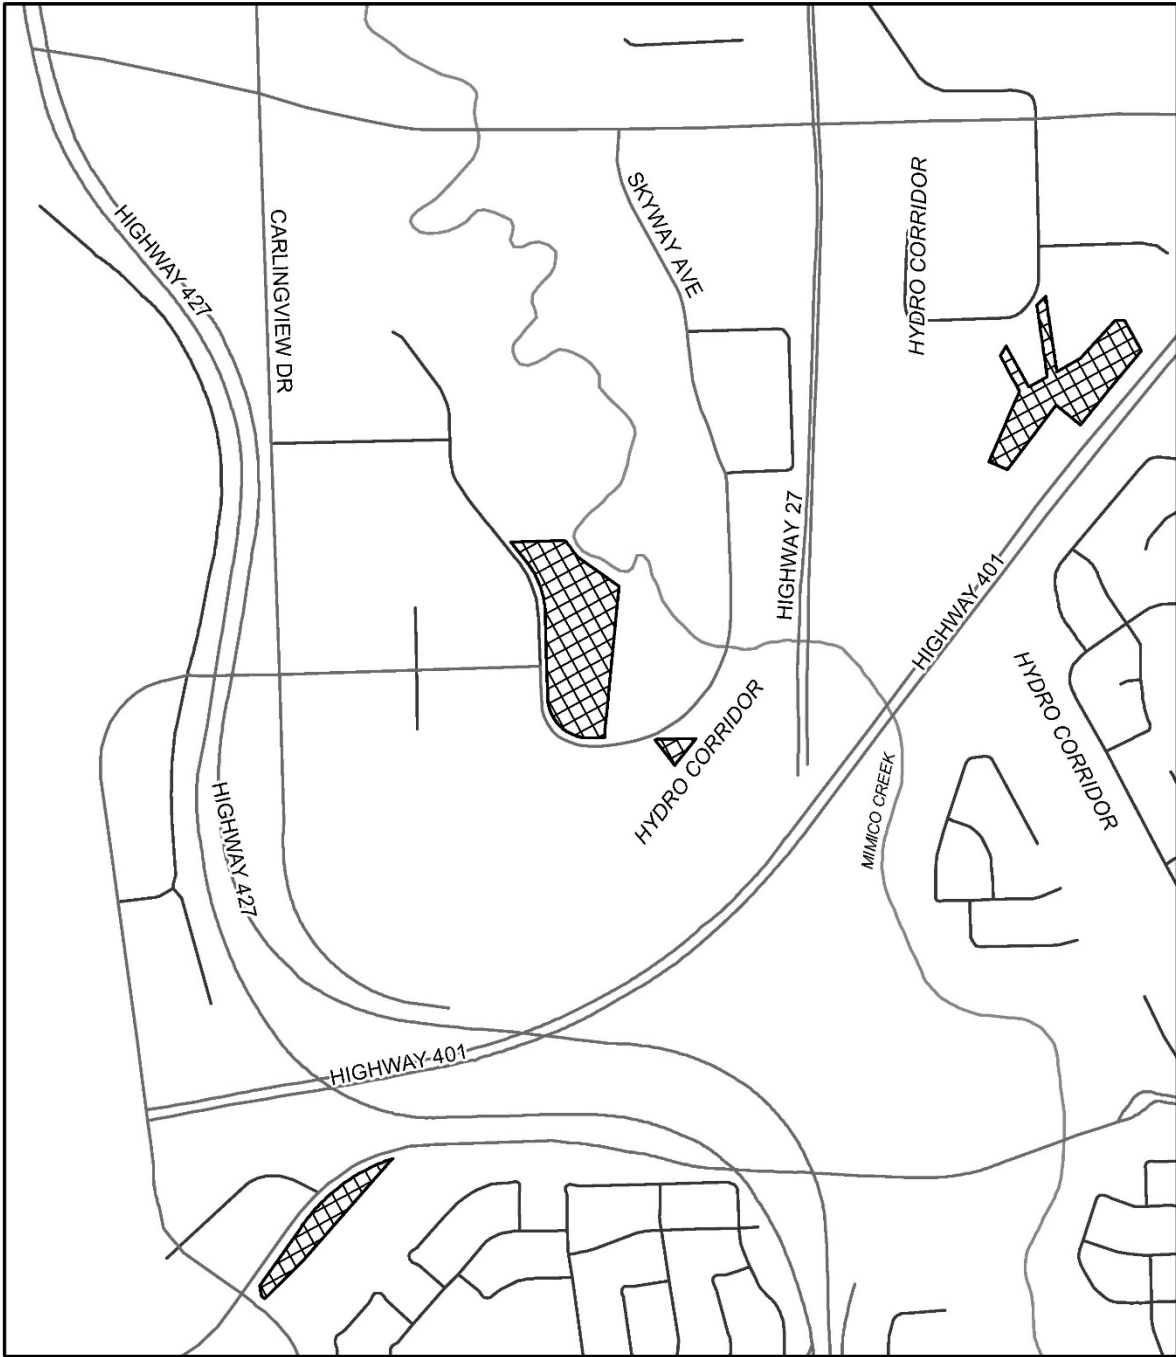 HIGHWAY 427
CARLINGVIEW DR
SKYWAY AVE
HYDRO CORRIDOR
HIGHWAY 27
HIGHWAY 401
HYDRO CORRIDOR
HYDRO CORRIDOR
MIMICO CREEK
HIGHWAY 427
HIGHWAY 401